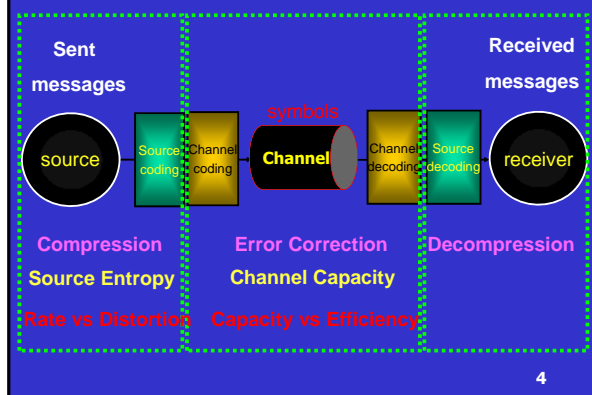 Sent
messages
Received
messages
symbols
source
Source
coding
Channel
coding
Channel
Channel
decoding
Source
decoding
receiver
Compression
Error Correction
Decompression
Source Entropy
Channel Capacity
Rate vs Distortion
Capacity vs Efficiency
4